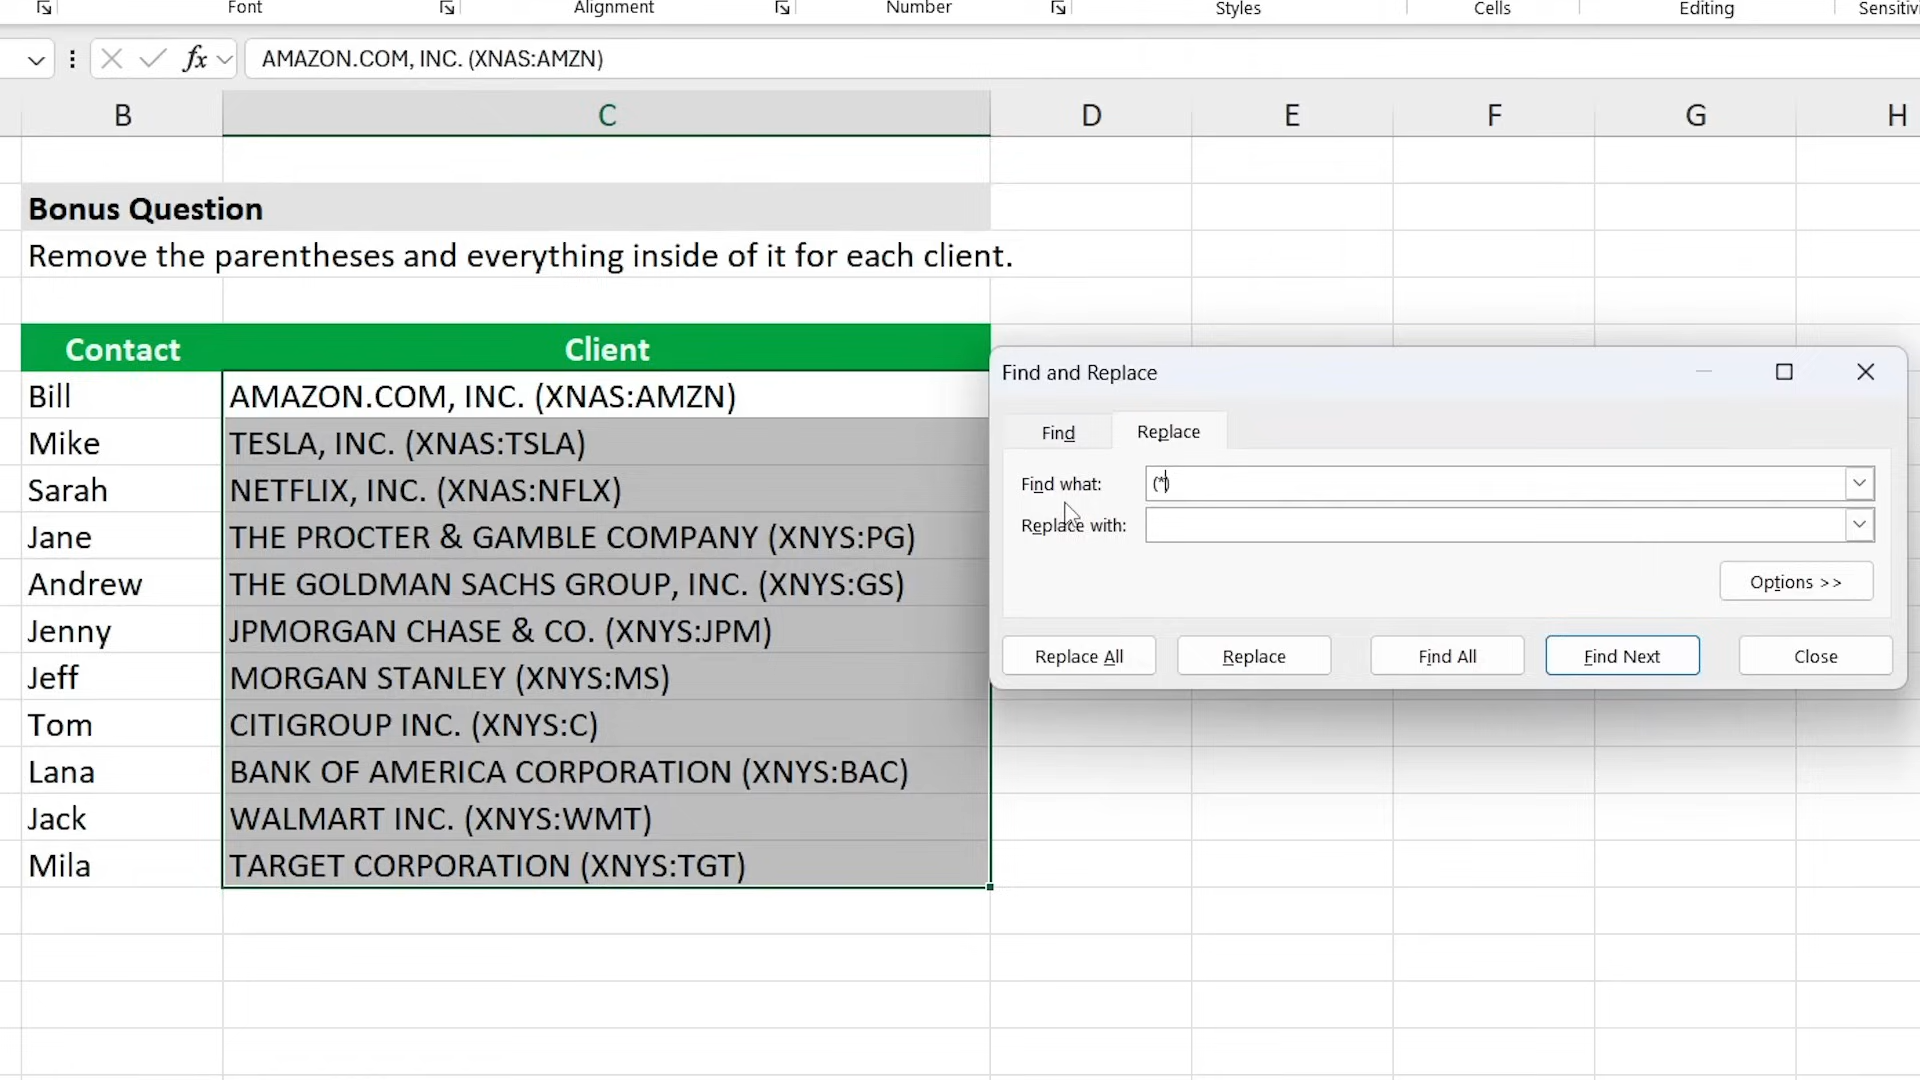 Font Alignment Number Styles Cells Editing
fx AMAZON.COM, INC. (XNAS:AMZN)
B C D E F G H
Bonus Question
Remove the parentheses and everything inside of it for each client.
Contact Client
Bill AMAZON.COM, INC. (XNAS:AMZN)
Mike TESLA, INC. (XNAS:TSLA)
Sarah NETFLIX, INC. (XNAS:NFLX)
Jane THE PROCTER & GAMBLE COMPANY (XNYS:PG)
Andrew THE GOLDMAN SACHS GROUP, INC. (XNYS:GS)
Jenny JPMORGAN CHASE & CO. (XNYS:JPM)
Jeff MORGAN STANLEY (XNYS:MS)
Tom CITIGROUP INC. (XNYS:C)
Lana BANK OF AMERICA CORPORATION (XNYS:BAC)
Jack WALMART INC. (XNYS:WMT)
Mila TARGET CORPORATION (XNYS:TGT)
Find and Replace
Find Replace
Find what: (*)
Replace with:
Options >>
Replace All Replace Find All Find Next Close